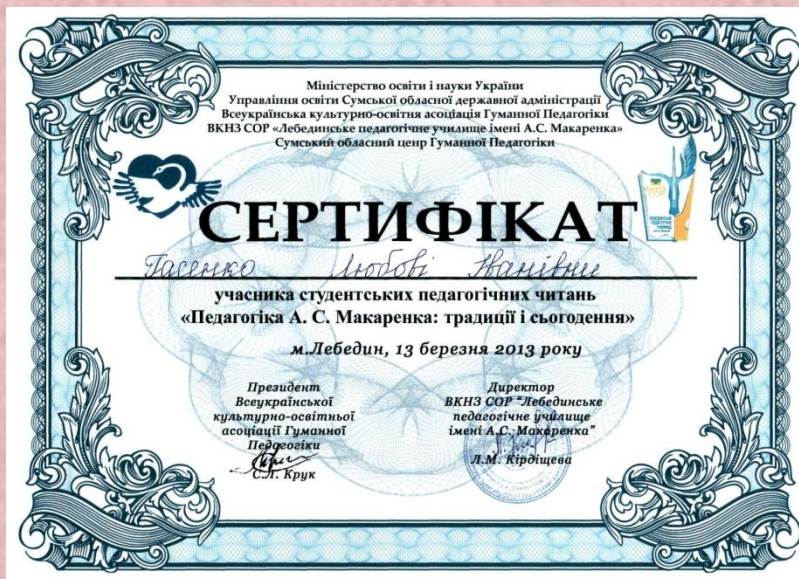 Міністерство освіти і науки України
Управління освіти Сумської обласної державної адміністрації
Всеукраїнська культурно-освітня асоціація Гуманної Педагогіки
ВКНЗ СОР «Лебединське педагогічне училище імені А.С. Макаренка»
Сумський обласний ценр Гуманної Педагогіки
СЕРТИФІКАТ
Гасенко Любові Іванівни
учасника студентських педагогічних читань
«Педагогіка А. С. Макаренка: традиції і сьогодення»
м.Лебедин, 13 березня 2013 року
Президент
Всеукраїнської
культурно-освітньої
асоціації Гуманної
Педогогіки
С.Л. Крук
Директор
ВКНЗ СОР "Лебединське
педагогічне училище
імені А.С. Макаренка"
Л.М. Кірдіщева